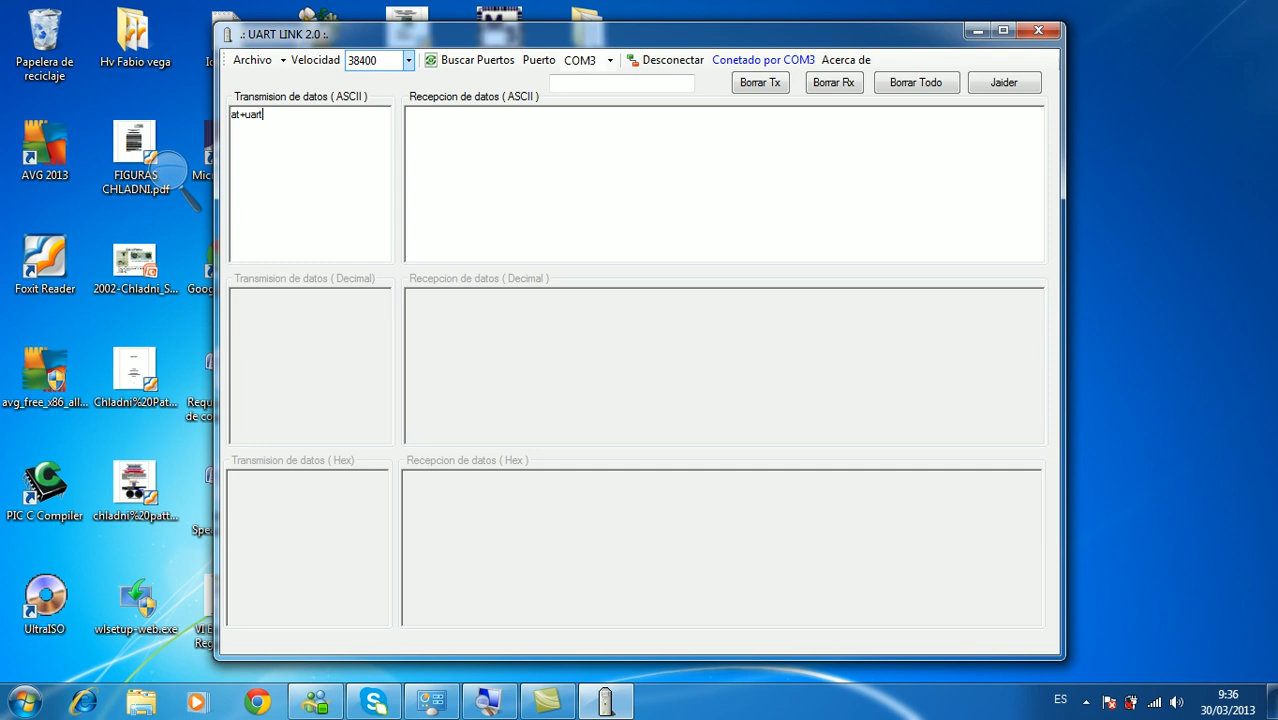 .: UART LINK 2.0 :.
Archivo Velocidad 38400 Buscar Puertos Puerto COM3 Desconectar Conetado por COM3 Acerca de
Borrar Tx Borrar Rx Borrar Todo Jaider
Transmision de datos ( ASCII ) Recepcion de datos ( ASCII )
at+uart
Transmision de datos ( Decimal) Recepcion de datos ( Decimal )
Transmision de datos ( Hex) Recepcion de datos ( Hex )
Papelera de
reciclaje
Hv Fabio vega
AVG 2013
FIGURAS
CHLADNI.pdf
Foxit Reader
2002-Chladni_S...
avg_free_x86_all...
Chladni%20Pat...
PIC C Compiler
chladni%20patt...
UltraISO
wlsetup-web.exe
ES
9:36
30/03/2013